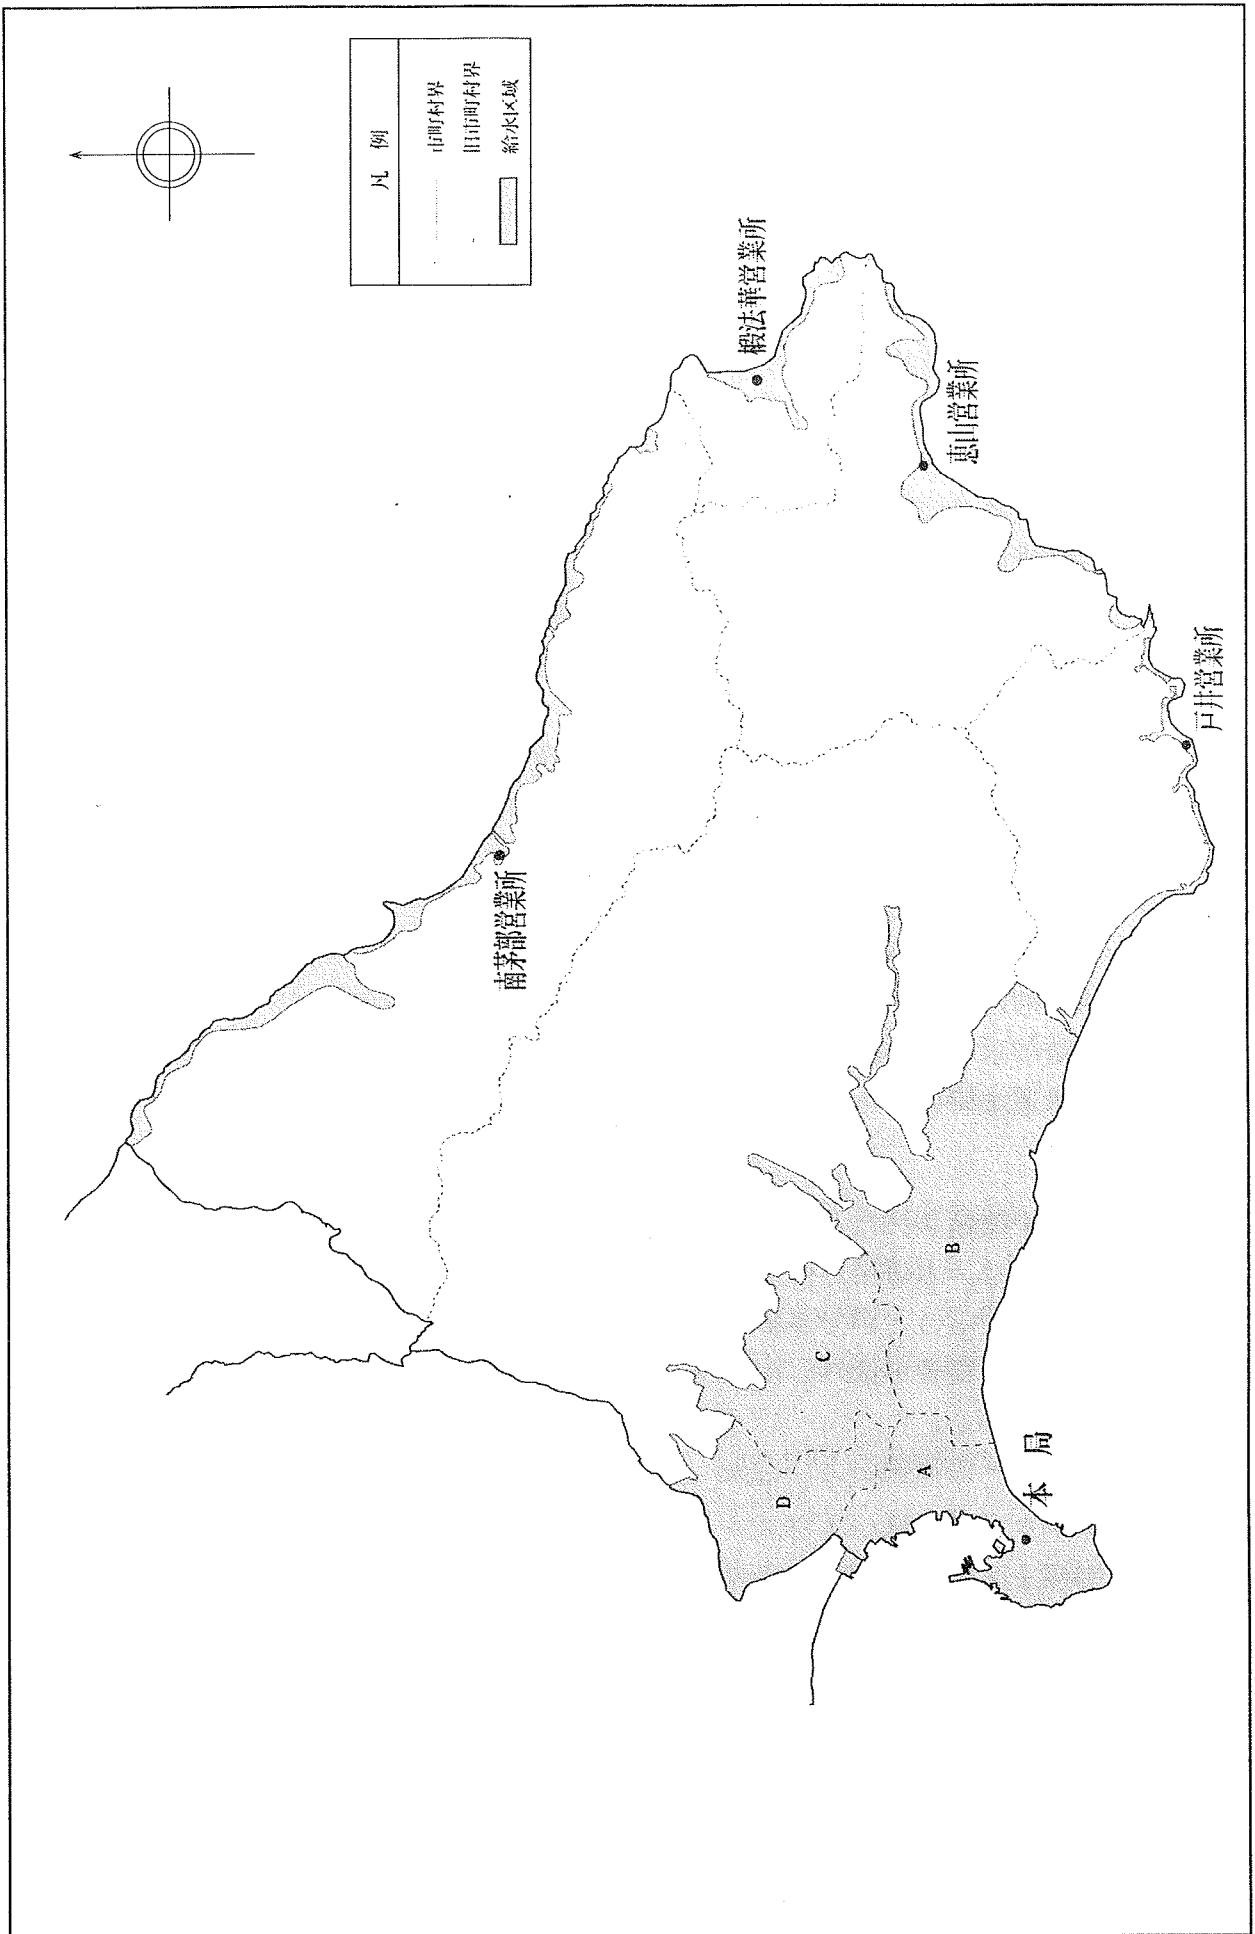 凡 例
市町村界
旧市町村界
給水区域
椴法華営業所
恵山営業所
戸井営業所
南茅部営業所
本 局
A
B
C
D